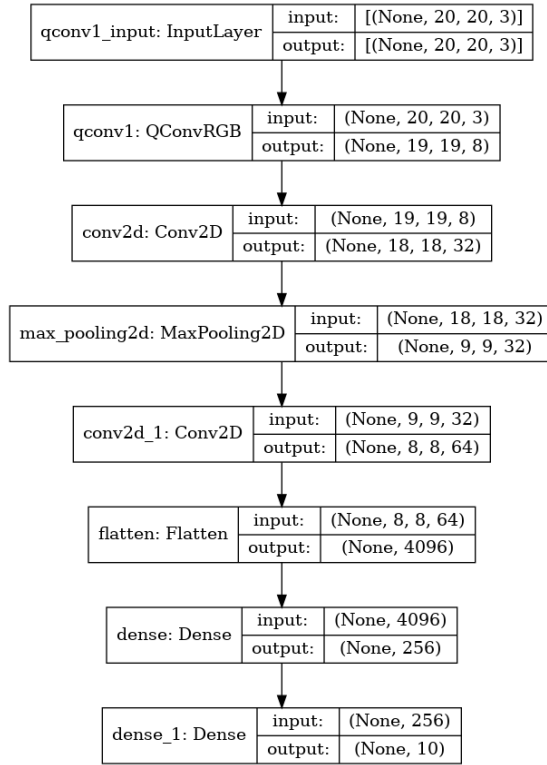 qconv1_input: InputLayer
input:
[(None, 20, 20, 3)]
output:
[(None, 20, 20, 3)]
qconv1: QConvRGB
input:
(None, 20, 20, 3)
output:
(None, 19, 19, 8)
conv2d: Conv2D
input:
(None, 19, 19, 8)
output:
(None, 18, 18, 32)
max_pooling2d: MaxPooling2D
input:
(None, 18, 18, 32)
output:
(None, 9, 9, 32)
conv2d_1: Conv2D
input:
(None, 9, 9, 32)
output:
(None, 8, 8, 64)
flatten: Flatten
input:
(None, 8, 8, 64)
output:
(None, 4096)
dense: Dense
input:
(None, 4096)
output:
(None, 256)
dense_1: Dense
input:
(None, 256)
output:
(None, 10)